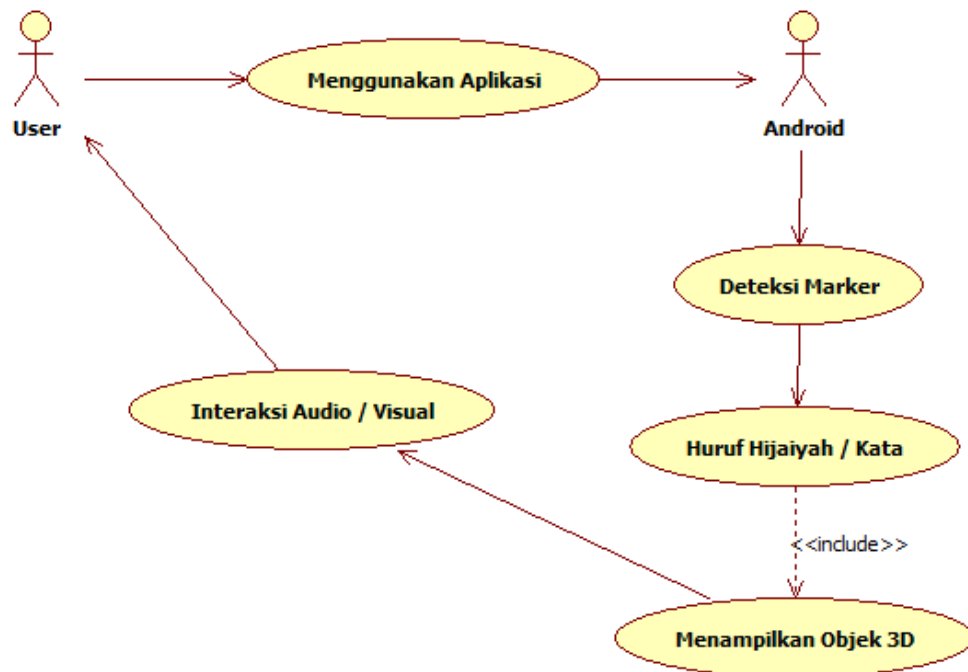 Menggunakan Aplikasi
User
Android
Deteksi Marker
Interaksi Audio / Visual
Huruf Hijaiyah / Kata
<<include>>
Menampilkan Objek 3D